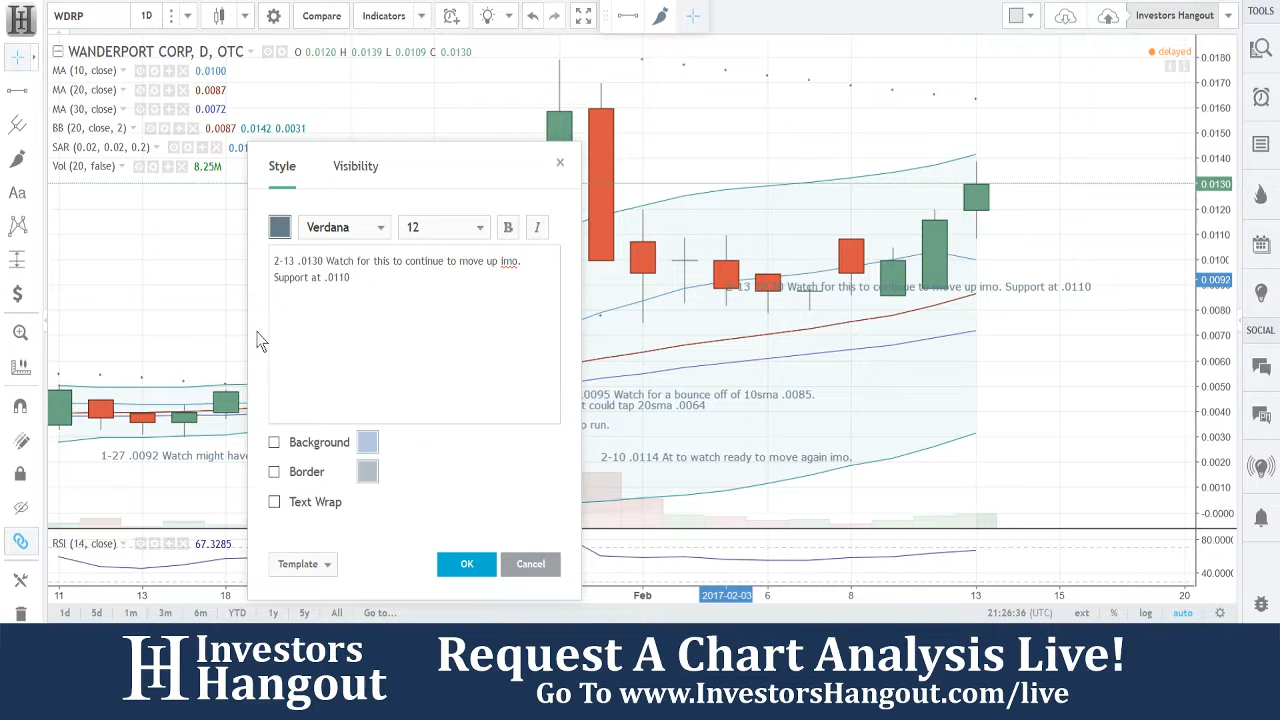 WDRP 1D Compare Indicators Investors Hangout TOOLS
WANDERPORT CORP, D, OTC O 0.0120 H 0.0139 L 0.0109 C 0.0130
delayed
MA (10, close) 0.0100
MA (20, close) 0.0087
MA (30, close) 0.0072
BB (20, close, 2) 0.0087 0.0142 0.0031
SAR (0.02, 0.02, 0.2)
Vol (20, false) 8.25M
Style Visibility
Verdana 12 B I
2-13 .0130 Watch for this to continue to move up imo.
Support at .0110
Background
Border
Text Wrap
Template OK Cancel
Watch for this to continue to move up imo. Support at .0110
.0095 Watch for a bounce off of 10sma .0085.
t could tap 20sma .0064
o run.
1-27 .0092 Watch might have
2-10 .0114 At to watch ready to move again imo.
0.0180
0.0160
0.0150
0.0140
0.0130
0.0120
0.0110
0.0100
0.0092
0.0070
0.0060
0.0050
0.0040
0.0030
0.0020
0.0010
-0.0000
SOCIAL
RSI (14, close) 67.3285
80.0000
40.0000
11 13 18 Feb 2017-02-03 6 8 13 15 20
1d 5d 1m 3m 6m YTD 1y 5y All Go to... 21:26:36 (UTC) ext % log auto
Investors
Hangout
Request A Chart Analysis Live!
Go To www.InvestorsHangout.com/live